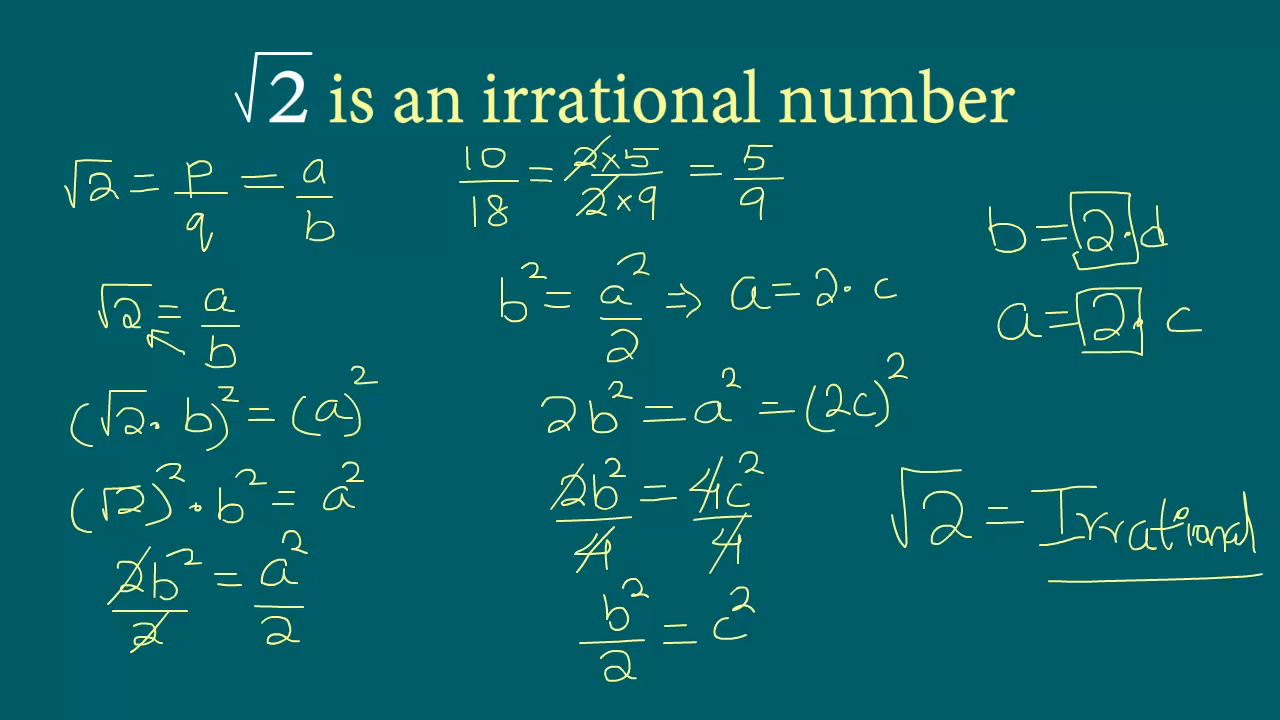 √2 is an irrational number
√2 = p/q = a/b
√2 = a/b
(√2 · b)² = (a)²
(√2)² · b² = a²
2b²/2 = a²/2
10/18 = 2×5/2×9 = 5/9
b² = a²/2 ⇒ a = 2 · c
2b² = a² = (2c)²
2b²/4 = 4c²/4
b²/2 = c²
b = 2 · d
a = 2 · c
√2 = Irrational